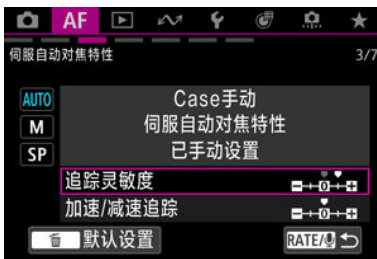 AF
伺服自动对焦特性 3/7
AUTO
M
SP
Case手动
伺服自动对焦特性
已手动设置
追踪灵敏度
加速/减速追踪
默认设置
RATE/